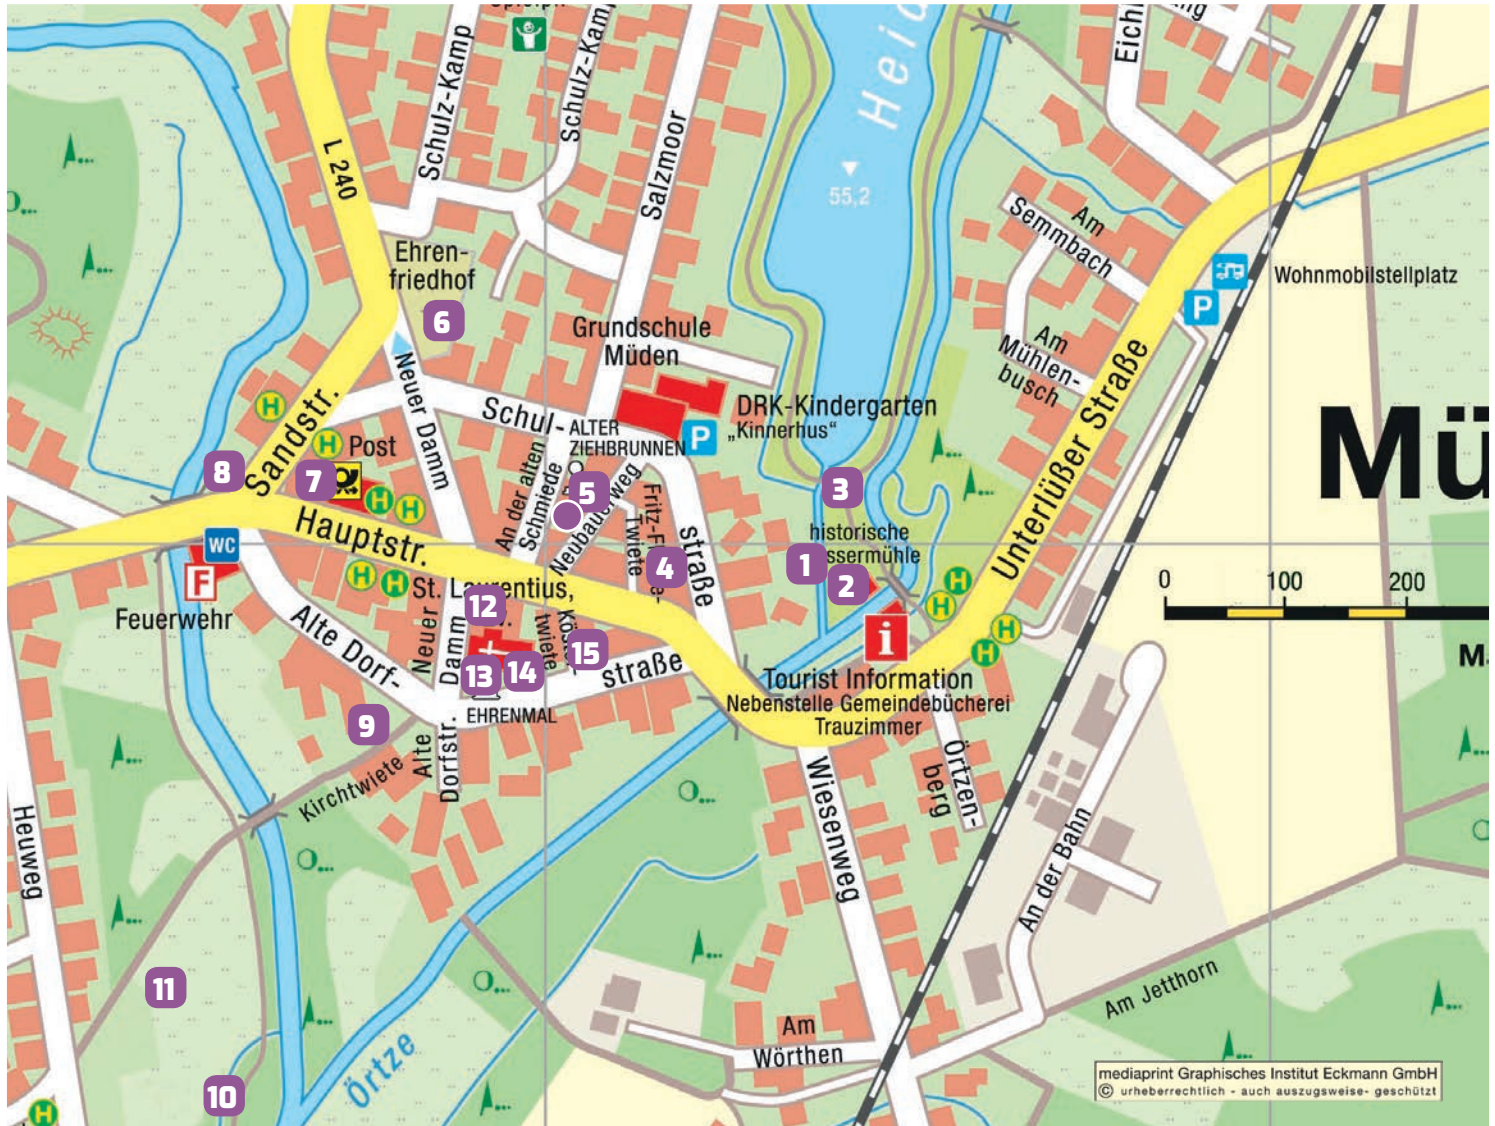 Schulz-Kamp
Schulz-Kamp
L 240
Salzmoor
Heid
55,2
Eich
Am
Semmbach
Wohnmobilstellplatz
P
Ehren-
friedhof
6
Grundschule
Müden
Am
Mühlen-
busch
Unterlüßer Straße
Neuer Damm
Schul-
ALTER
ZIEHBRUNNEN
P
DRK-Kindergarten
„Kinnerhus“
Mü
H
Sandstr.
H
Post
8
7
H
H
An der alten
Schmiede
5
Neubauerweg
3
historische
Hauptstr.
WC
F
Feuerwehr
H
H
St. Laurentius,
Twiete
4
straße
1
2
H
H
H
H
0 100 200
i
Tourist Information
Nebenstelle Gemeindebücherei
Trauzimmer
12
Neuer
Damm
twiete
15
13
14
straße
EHRENMAL
Alte Dorf-
9
Alte
Dorfstr.
Kirchtwiete
Heuweg
Wiesenweg
Örtzen-
berg
An der Bahn
11
10
Örtze
Am
Wörthen
Am Jetthorn
H
mediaprint Graphisches Institut Eckmann GmbH
© urheberrechtlich - auch auszugsweise- geschützt